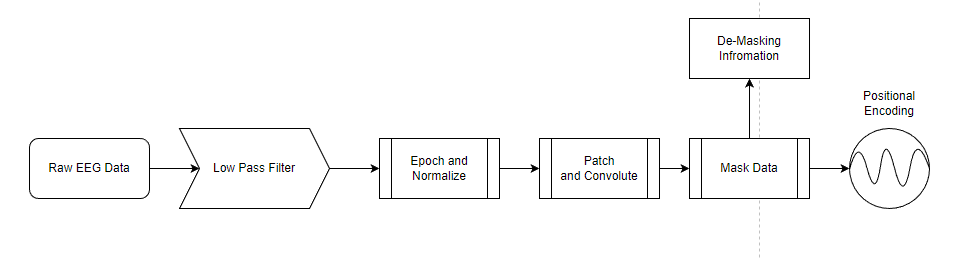 De-Masking
Infromation
Positional
Encoding
Raw EEG Data
Low Pass Filter
Epoch and
Normalize
Patch
and Convolute
Mask Data